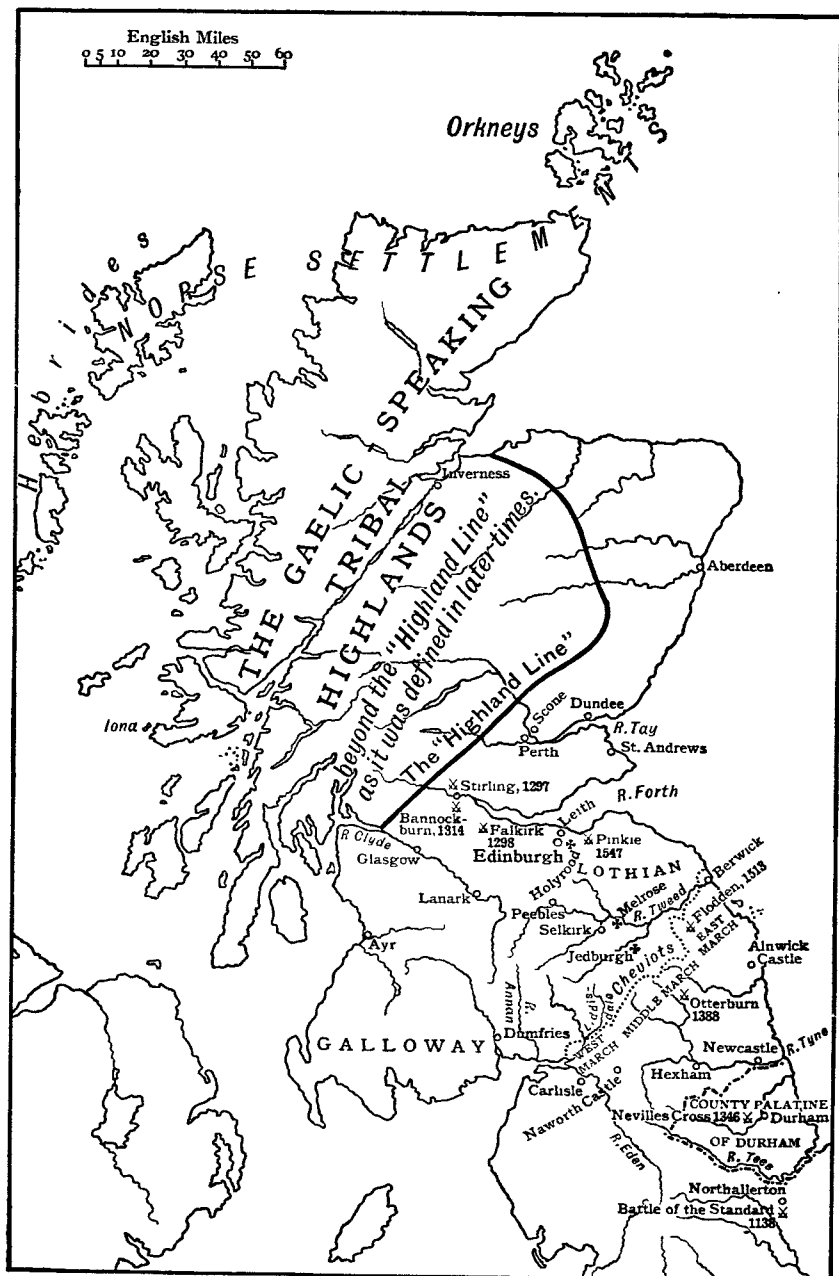 English Miles
0 5 10 20 30 40 50 60
Orkneys
NORSE SETTLEMENTS
Hebrides
THE GAELIC - SPEAKING
TRIBAL
HIGHLANDS
beyond the "Highland Line"
as it was defined in later times.
The "Highland Line"
Inverness
Aberdeen
Iona
Scone
Dundee
Perth
R. Tay
St. Andrews
Stirling, 1297
R. Forth
Bannock-
burn, 1314
Falkirk
1298
Leith
Pinkie
1547
Edinburgh
Holyrood
R Clyde
Glasgow
LOTHIAN
Berwick
Lanark
Peebles
Melrose
R. Tweed
Selkirk
Flodden, 1513
EAST
MARCH
Jedburgh
Cheviots
Alnwick
Castle
Ayr
MIDDLE MARCH
Otterburn
1388
Liddisdale
Annan R.
WEST
MARCH
Dumfries
GALLOWAY
Newcastle
R. Tyne
Hexham
Carlisle
Naworth Castle
COUNTY PALATINE
Nevilles Cross 1346
Durham
OF DURHAM
R. Eden
R. Tees
Northallerton
Battle of the Standard
1138